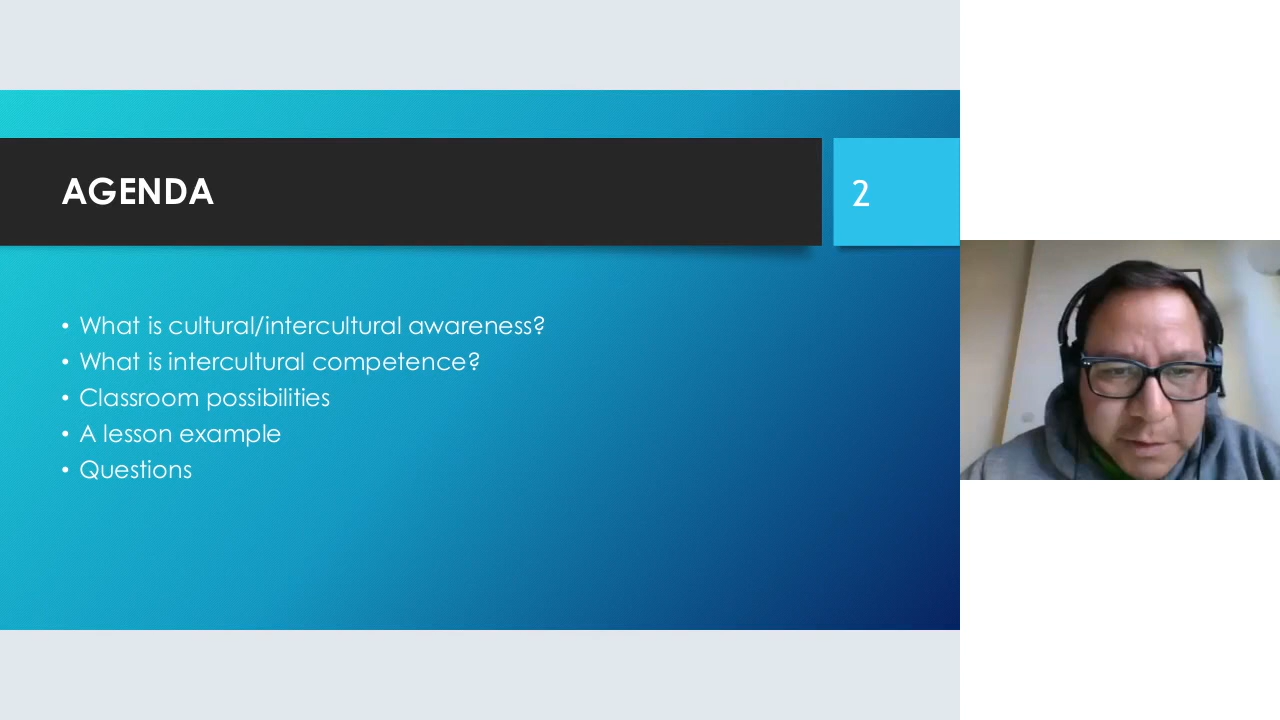 AGENDA
2
• What is cultural/intercultural awareness?
• What is intercultural competence?
• Classroom possibilities
• A lesson example
• Questions